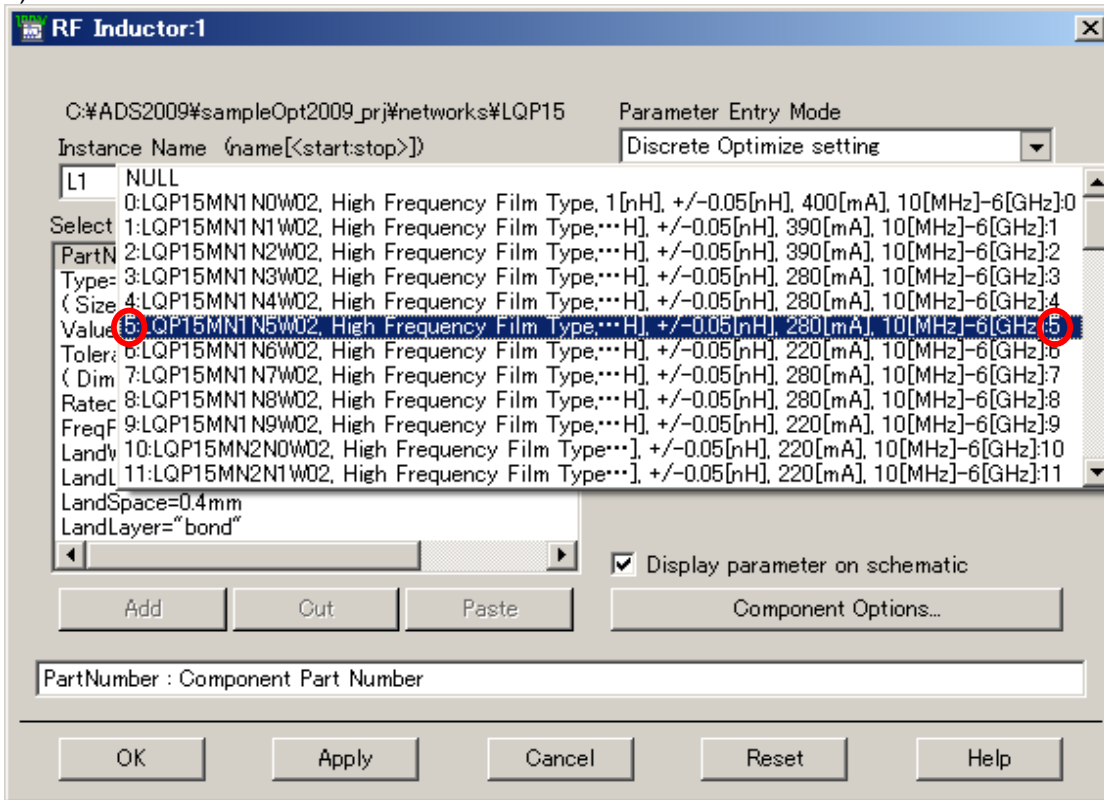 RF Inductor:1
C:¥ADS2009¥sampleOpt2009_prj¥networks¥LQP15
Parameter Entry Mode
Instance Name (name[<start:stop>])
Discrete Optimize setting
L1
NULL
0:LQP15MN1N0W02, High Frequency Film Type, 1[nH], +/-0.05[nH], 400[mA], 10[MHz]-6[GHz]:0
Select
1:LQP15MN1N1W02, High Frequency Film Type,···H], +/-0.05[nH], 390[mA], 10[MHz]-6[GHz]:1
PartN
2:LQP15MN1N2W02, High Frequency Film Type,···H], +/-0.05[nH], 390[mA], 10[MHz]-6[GHz]:2
Type=
3:LQP15MN1N3W02, High Frequency Film Type,···H], +/-0.05[nH], 280[mA], 10[MHz]-6[GHz]:3
( Size
4:LQP15MN1N4W02, High Frequency Film Type,···H], +/-0.05[nH], 280[mA], 10[MHz]-6[GHz]:4
Value
5:LQP15MN1N5W02, High Frequency Film Type,···H], +/-0.05[nH], 280[mA], 10[MHz]-6[GHz]:5
Tolera
6:LQP15MN1N6W02, High Frequency Film Type,···H], +/-0.05[nH], 220[mA], 10[MHz]-6[GHz]:6
( Dim
7:LQP15MN1N7W02, High Frequency Film Type,···H], +/-0.05[nH], 280[mA], 10[MHz]-6[GHz]:7
Ratec
8:LQP15MN1N8W02, High Frequency Film Type,···H], +/-0.05[nH], 280[mA], 10[MHz]-6[GHz]:8
FreqF
9:LQP15MN1N9W02, High Frequency Film Type,···H], +/-0.05[nH], 220[mA], 10[MHz]-6[GHz]:9
LandW
10:LQP15MN2N0W02, High Frequency Film Type···], +/-0.05[nH], 220[mA], 10[MHz]-6[GHz]:10
LandL
11:LQP15MN2N1W02, High Frequency Film Type···], +/-0.05[nH], 220[mA], 10[MHz]-6[GHz]:11
LandSpace=0.4mm
LandLayer="bond"
Display parameter on schematic
Add
Cut
Paste
Component Options...
PartNumber : Component Part Number
OK
Apply
Cancel
Reset
Help